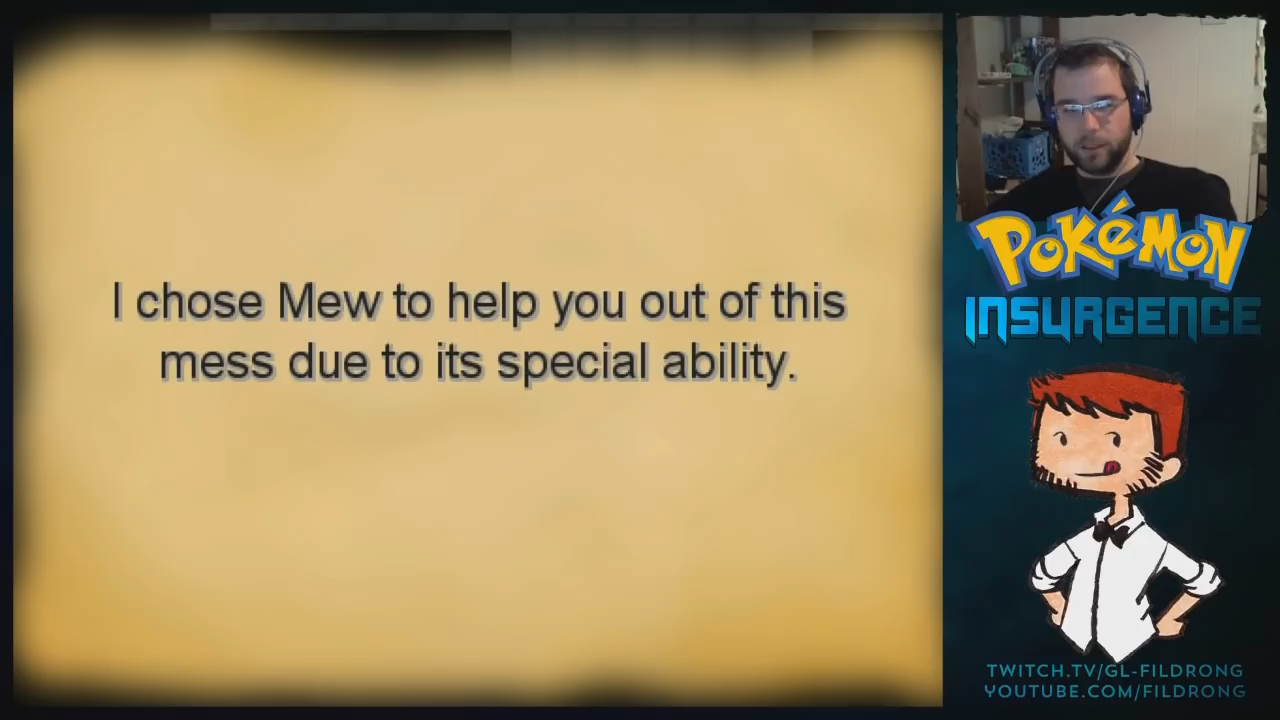 I chose Mew to help you out of this
mess due to its special ability.
POKéMON
INSURGENCE
TWITCH.TV/GL-FILDRONG
YOUTUBE.COM/FILDRONG